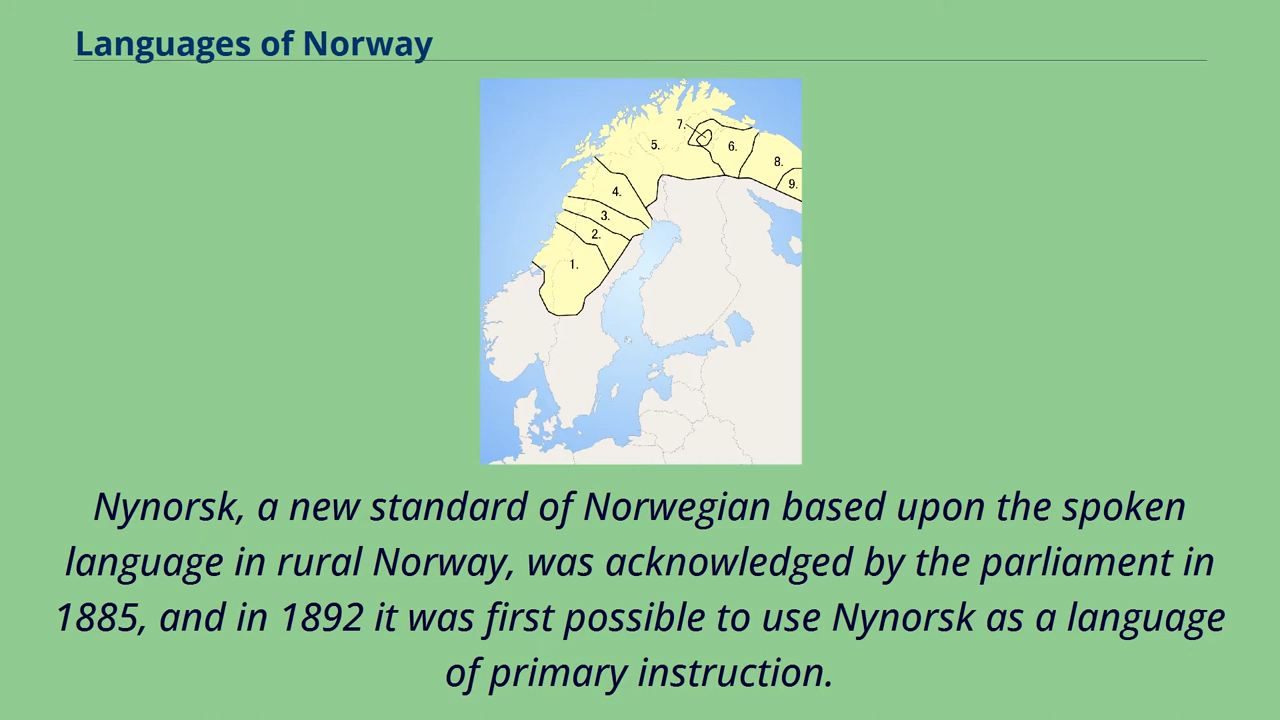 Languages of Norway
7.
5.
6.
8.
9.
4.
3.
2.
1.
Nynorsk, a new standard of Norwegian based upon the spoken
language in rural Norway, was acknowledged by the parliament in
1885, and in 1892 it was first possible to use Nynorsk as a language
of primary instruction.